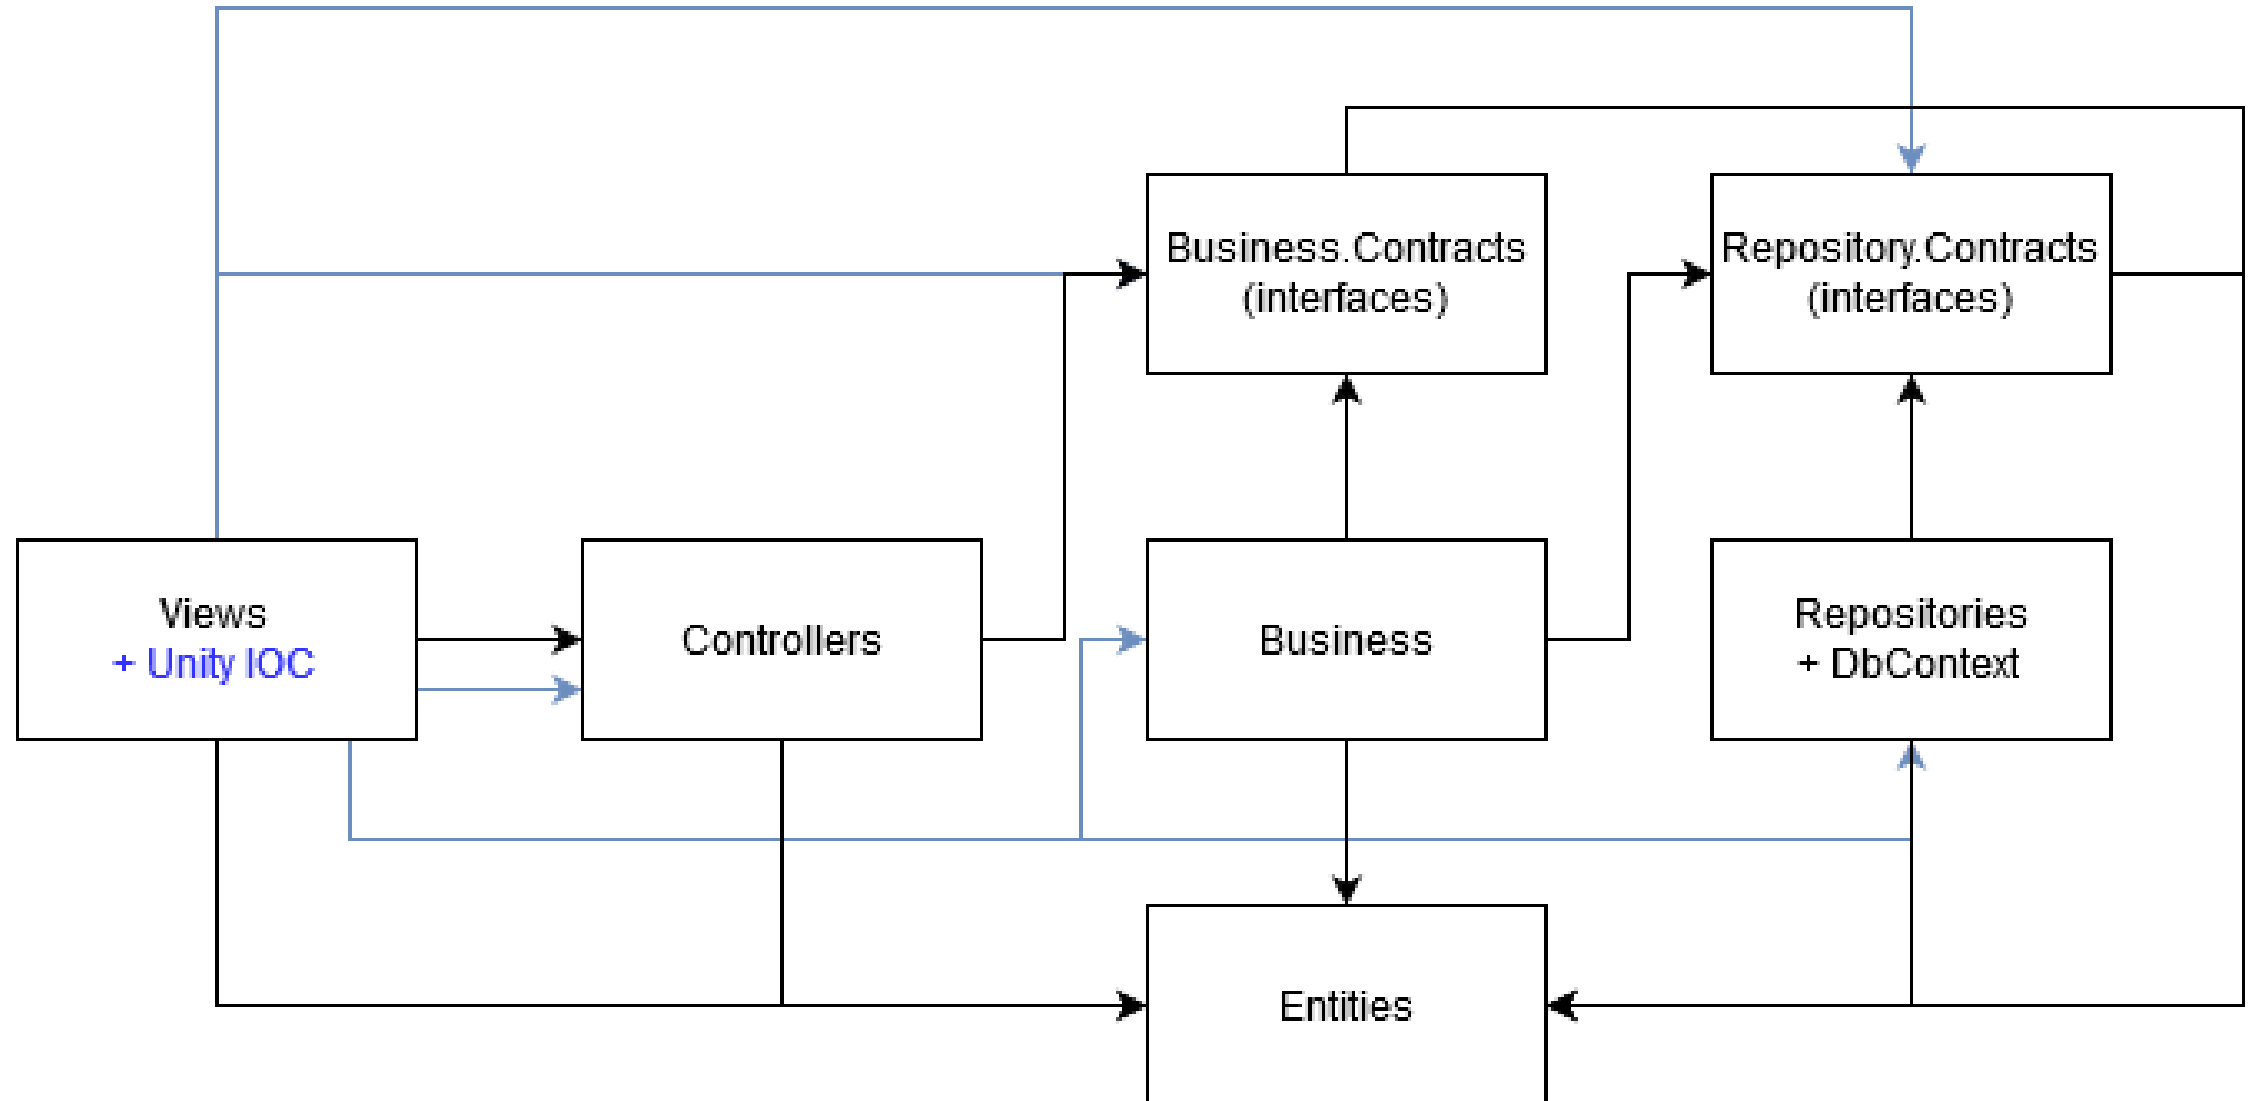 Business.Contracts
(interfaces)
Repository.Contracts
(interfaces)
Views
+ Unity IOC
Controllers
Business
Repositories
+ DbContext
Entities